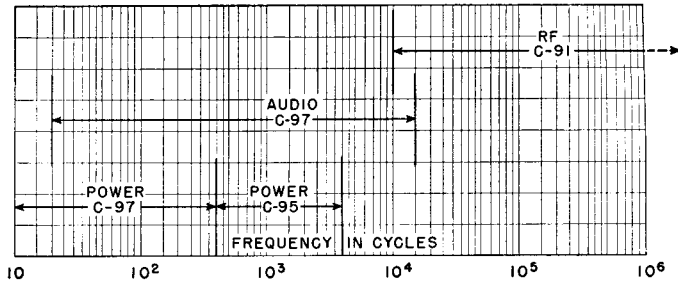 RF
C-91
AUDIO
C-97
POWER
C-97
POWER
C-95
FREQUENCY IN CYCLES
10 10² 10³ 10⁴ 10⁵ 10⁶